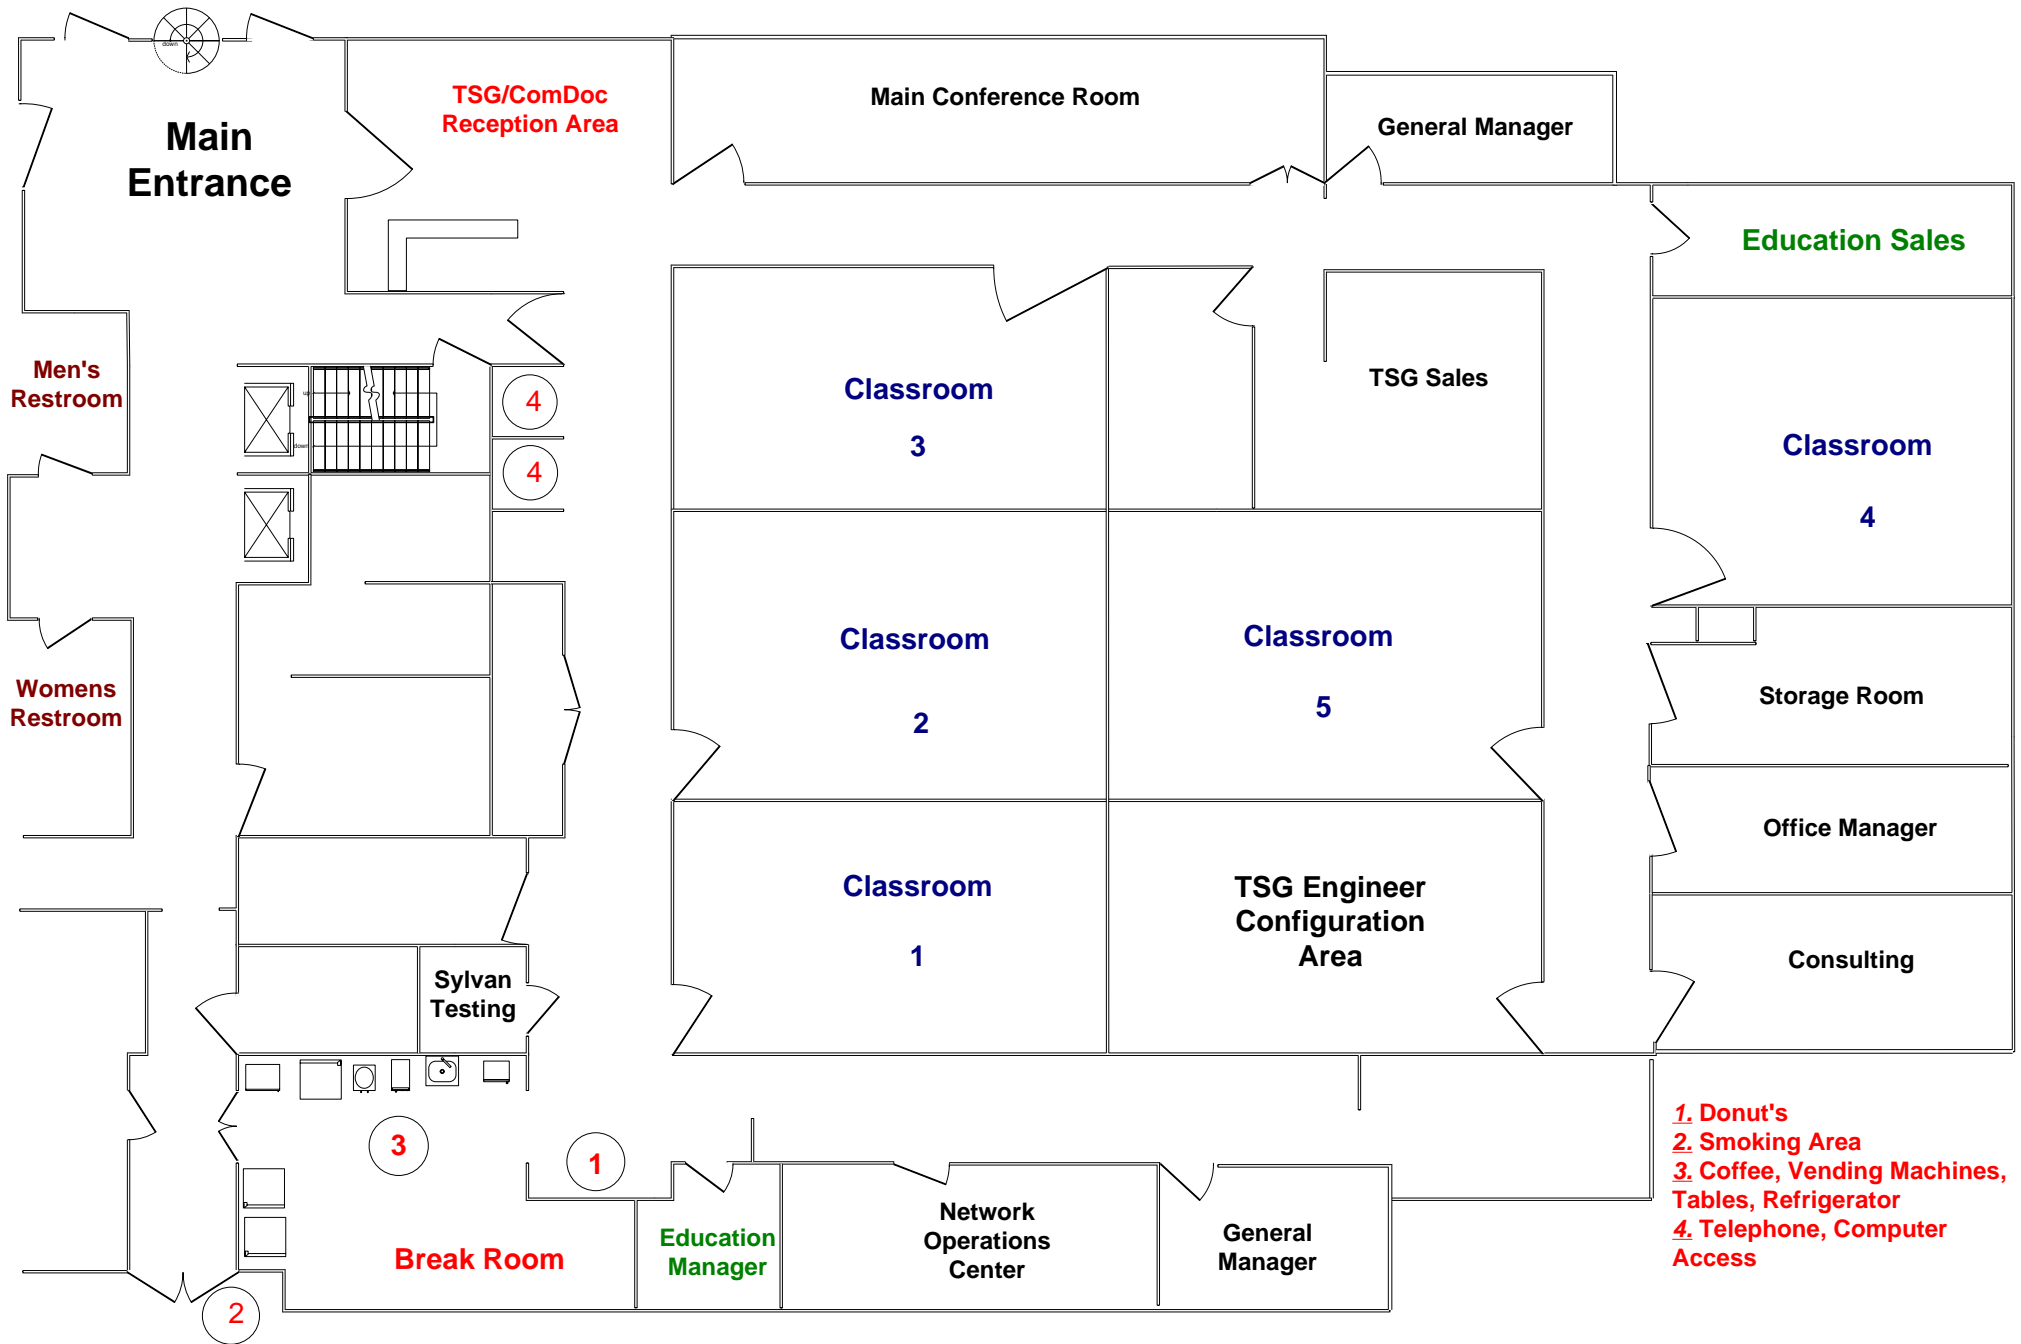 down
TSG/ComDoc
Reception Area
Main Conference Room
General Manager
Main
Entrance
Education Sales
Men's
Restroom
up
down
4
4
Classroom
3
TSG Sales
Classroom
4
Womens
Restroom
Classroom
2
Classroom
5
Storage Room
Office Manager
Classroom
1
TSG Engineer
Configuration
Area
Sylvan
Testing
Consulting
3
1
1. Donut's
2. Smoking Area
3. Coffee, Vending Machines,
Tables, Refrigerator
4. Telephone, Computer
Access
Break Room
Education
Manager
Network
Operations
Center
General
Manager
2